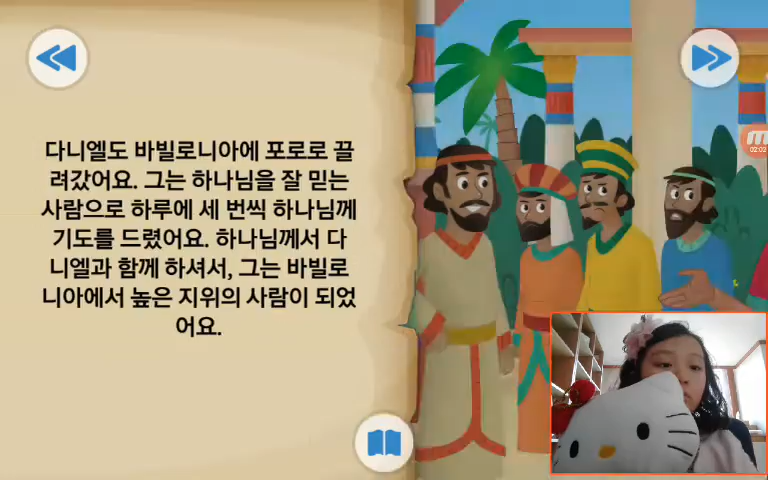 다니엘도 바빌로니아에 포로로 끌
려갔어요. 그는 하나님을 잘 믿는
사람으로 하루에 세 번씩 하나님께
기도를 드렸어요. 하나님께서 다
니엘과 함께 하셔서, 그는 바빌로
니아에서 높은 지위의 사람이 되었
어요.
02:02